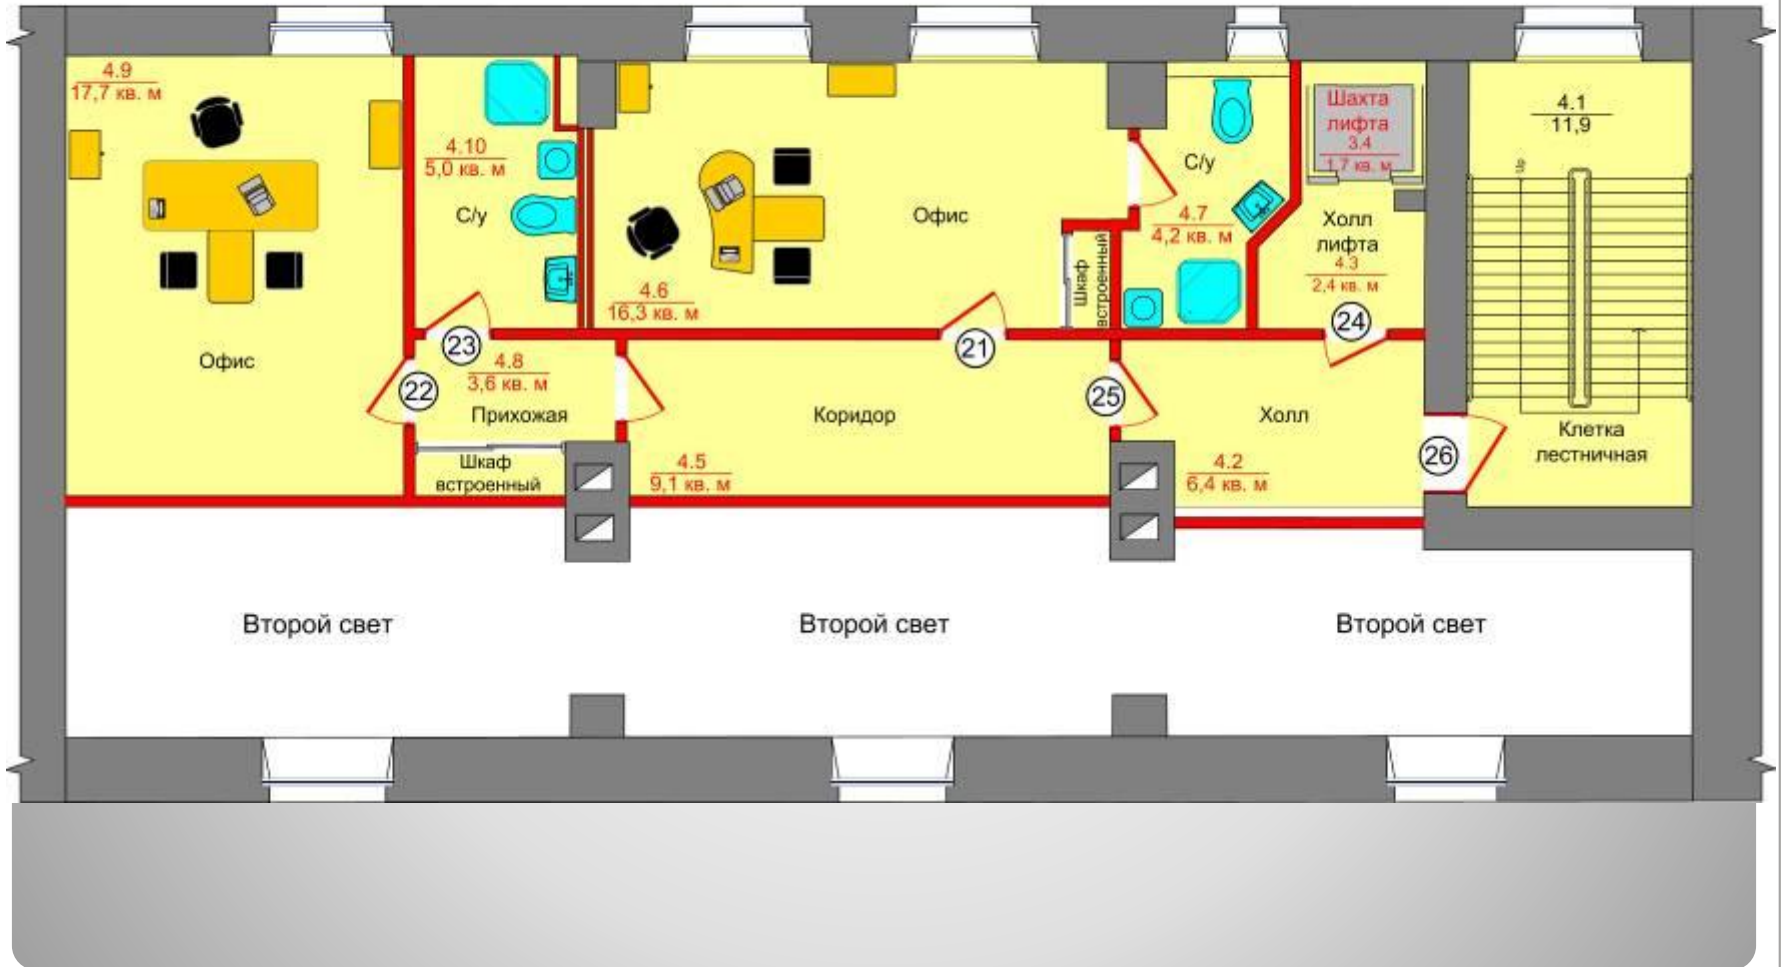 4.9
17,7 кв. м
Офис
22
4.10
5,0 кв. м
С/у
23
4.8
3,6 кв. м
Прихожая
Шкаф
встроенный
Офис
4.6
16,3 кв. м
Шкаф
встроенный
21
Коридор
4.5
9,1 кв. м
С/у
4.7
4,2 кв. м
25
Шахта
лифта
3.4
1,7 кв. м
Холл
лифта
4.3
2,4 кв. м
24
Холл
4.2
6,4 кв. м
26
4.1
11,9
Up
Клетка
лестничная
Второй свет
Второй свет
Второй свет